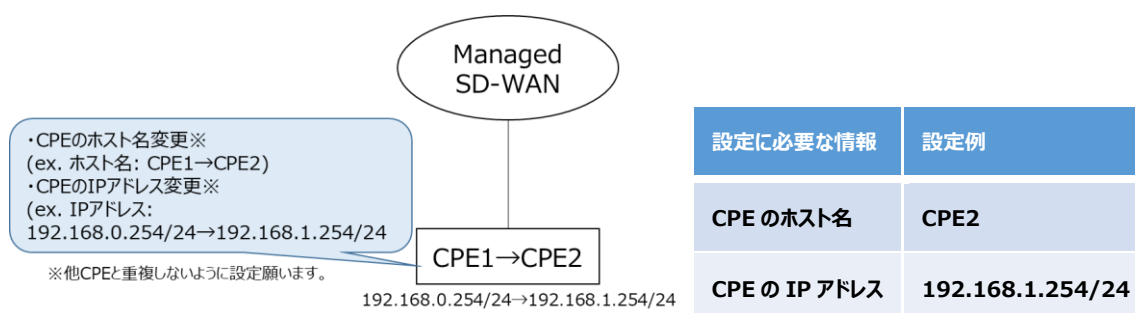 Managed
SD-WAN
・CPEのホスト名変更※
(ex. ホスト名: CPE1→CPE2)
・CPEのIPアドレス変更※
(ex. IPアドレス:
192.168.0.254/24→192.168.1.254/24
※他CPEと重複しないように設定願います。
CPE1→CPE2
192.168.0.254/24→192.168.1.254/24
設定に必要な情報 設定例
CPE のホスト名 CPE2
CPE の IP アドレス 192.168.1.254/24